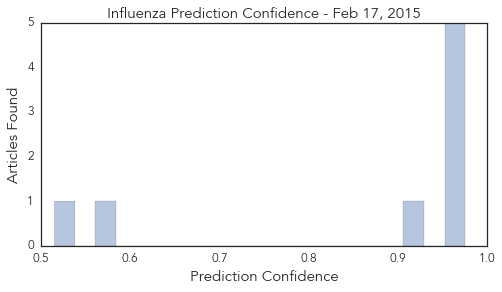 Influenza Prediction Confidence - Feb 17, 2015
5
4
3
2
1
0
Articles Found
0.5 0.6 0.7 0.8 0.9 1.0
Prediction Confidence